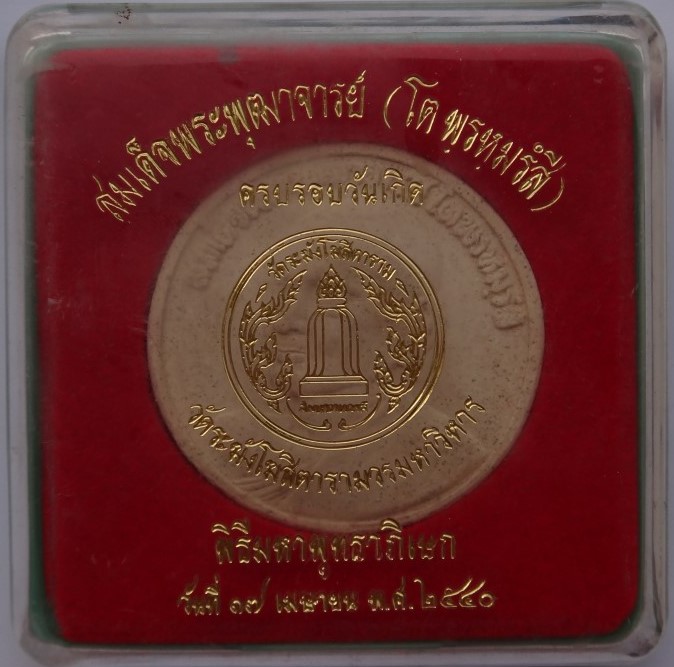 สมเด็จพระพุฒาจารย์ (โต พฺรหฺมรํสี)
ครบรอบวันเกิด
วัดระฆังโฆสิตาราม
วัดระฆังโฆสิตารามวรมหาวิหาร
พิธีมหาพุทธาภิเษก
วันที่ ๑๗ เมษายน พ.ศ. ๒๕๔๐